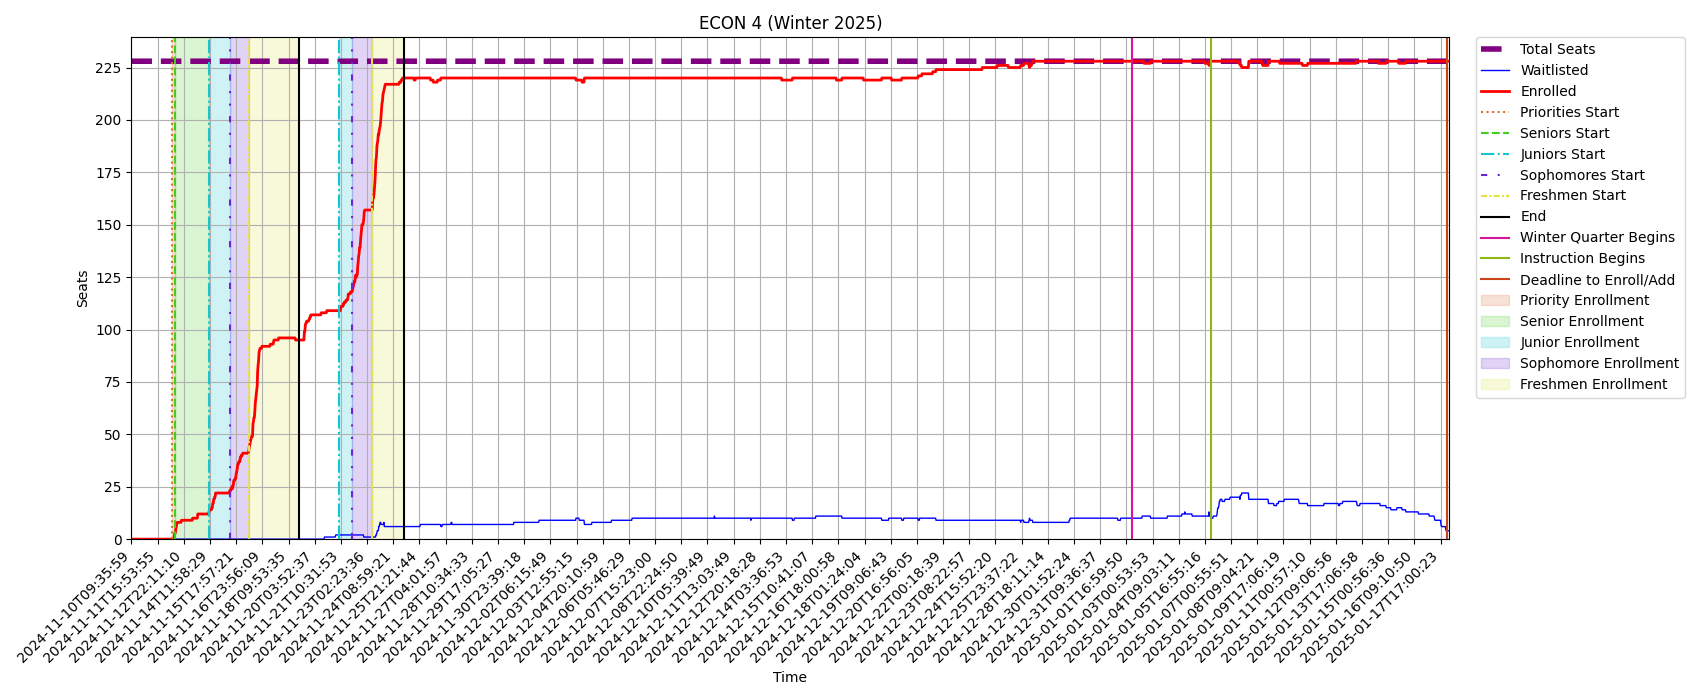 ECON 4 (Winter 2025)
Seats
225
200
175
150
125
100
75
50
25
0
2024-11-10T09:35:59
2024-11-11T15:53:55
2024-11-12T22:11:10
2024-11-14T11:58:29
2024-11-15T17:57:21
2024-11-16T23:56:09
2024-11-18T09:53:35
2024-11-20T03:52:37
2024-11-21T10:31:53
2024-11-23T02:23:36
2024-11-24T08:59:21
2024-11-25T21:21:44
2024-11-27T04:01:57
2024-11-28T10:34:33
2024-11-29T17:05:27
2024-11-30T23:39:18
2024-12-02T06:15:49
2024-12-03T12:55:15
2024-12-04T20:10:59
2024-12-06T05:46:29
2024-12-07T15:23:00
2024-12-08T22:24:50
2024-12-10T05:39:49
2024-12-11T13:03:49
2024-12-12T20:18:28
2024-12-14T03:36:53
2024-12-15T10:41:07
2024-12-16T18:00:58
2024-12-18T01:24:04
2024-12-19T09:06:43
2024-12-20T16:56:05
2024-12-22T00:18:39
2024-12-23T08:22:57
2024-12-24T15:52:20
2024-12-25T23:37:22
2024-12-28T18:11:14
2024-12-30T01:52:24
2024-12-31T09:36:37
2025-01-01T16:59:50
2025-01-03T00:53:53
2025-01-04T09:03:11
2025-01-05T16:55:16
2025-01-07T00:55:51
2025-01-08T09:04:21
2025-01-09T17:06:19
2025-01-11T00:57:10
2025-01-12T09:06:56
2025-01-13T17:06:58
2025-01-15T00:56:36
2025-01-16T09:10:50
2025-01-17T17:00:23
Time
Total Seats
Waitlisted
Enrolled
Priorities Start
Seniors Start
Juniors Start
Sophomores Start
Freshmen Start
End
Winter Quarter Begins
Instruction Begins
Deadline to Enroll/Add
Priority Enrollment
Senior Enrollment
Junior Enrollment
Sophomore Enrollment
Freshmen Enrollment